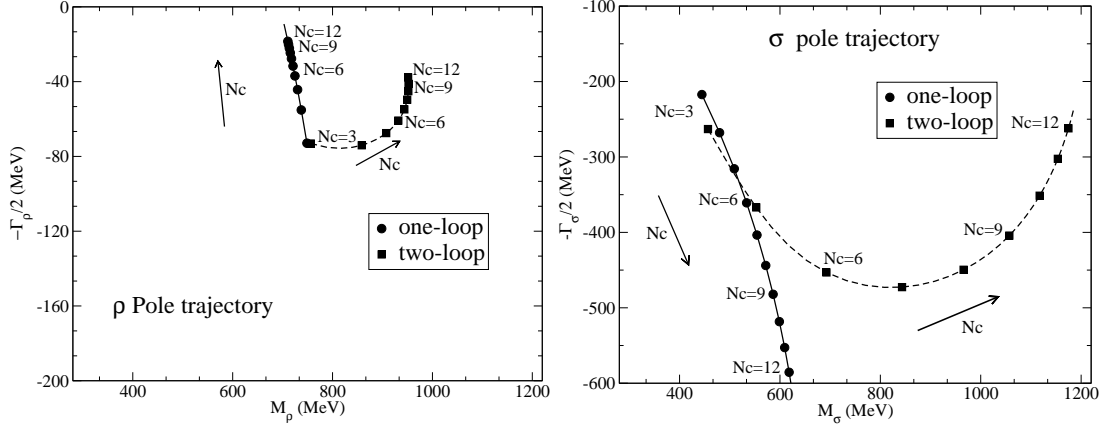 0
-40
-80
-120
-160
-200
−Γρ/2 (MeV)
Nc=12
Nc=9
Nc=6
Nc=3
Nc
Nc=12
Nc=9
Nc=6
Nc
one-loop
two-loop
ρ Pole trajectory
400 600 800 1000 1200
Mρ (MeV)
-100
-200
-300
-400
-500
-600
-Γσ/2 (MeV)
σ pole trajectory
one-loop
two-loop
Nc=3
Nc=12
Nc=6
Nc
Nc=9
Nc=6
Nc=9
Nc
Nc=12
400 600 800 1000 1200
Mσ (MeV)